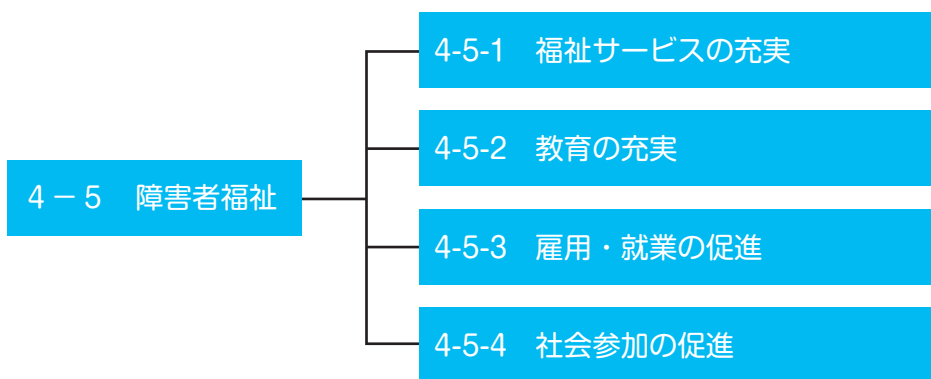 4-5-1 福祉サービスの充実
4-5-2 教育の充実
4－5 障害者福祉
4-5-3 雇用・就業の促進
4-5-4 社会参加の促進